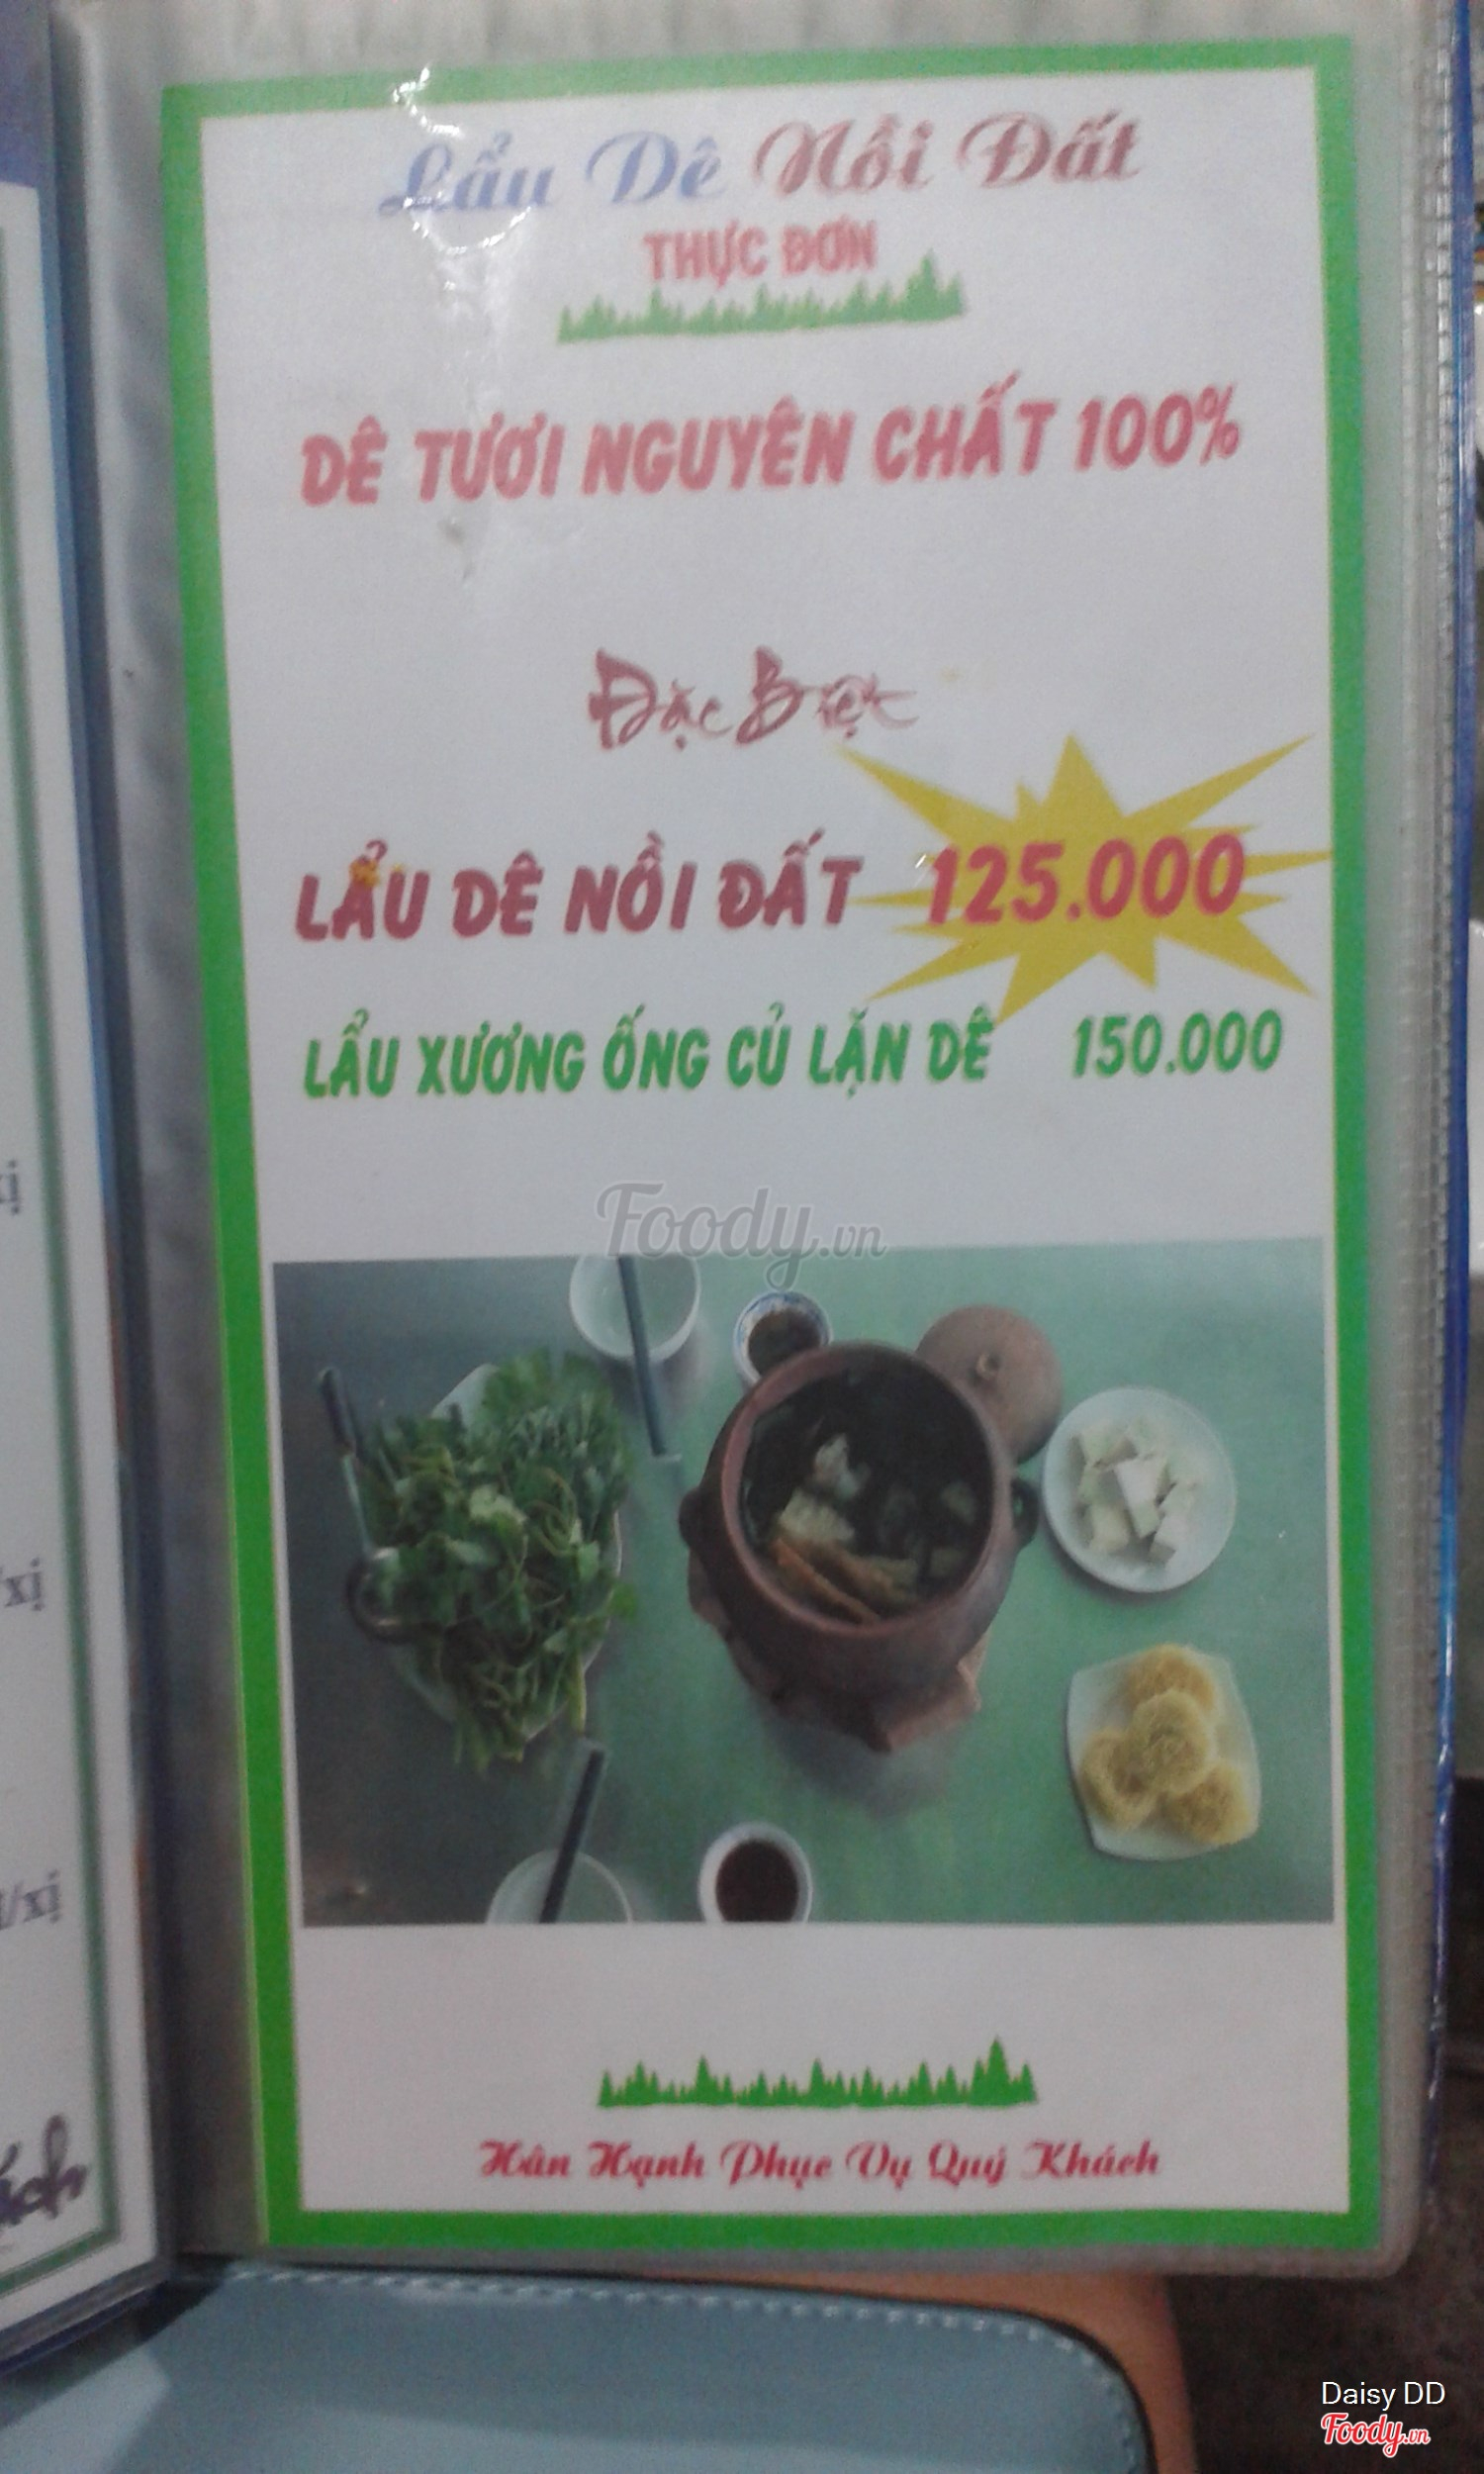 Lẩu Dê Nồi Đất
THỰC ĐƠN
DÊ TƯƠI NGUYÊN CHẤT 100%
Đặc Biệt
LẨU DÊ NỒI ĐẤT 125.000
LẨU XƯƠNG ỐNG CỦ LẶN DÊ 150.000
Foody.vn
Hân Hạnh Phục Vụ Quý Khách
/xị
Daisy DD
Foody.vn